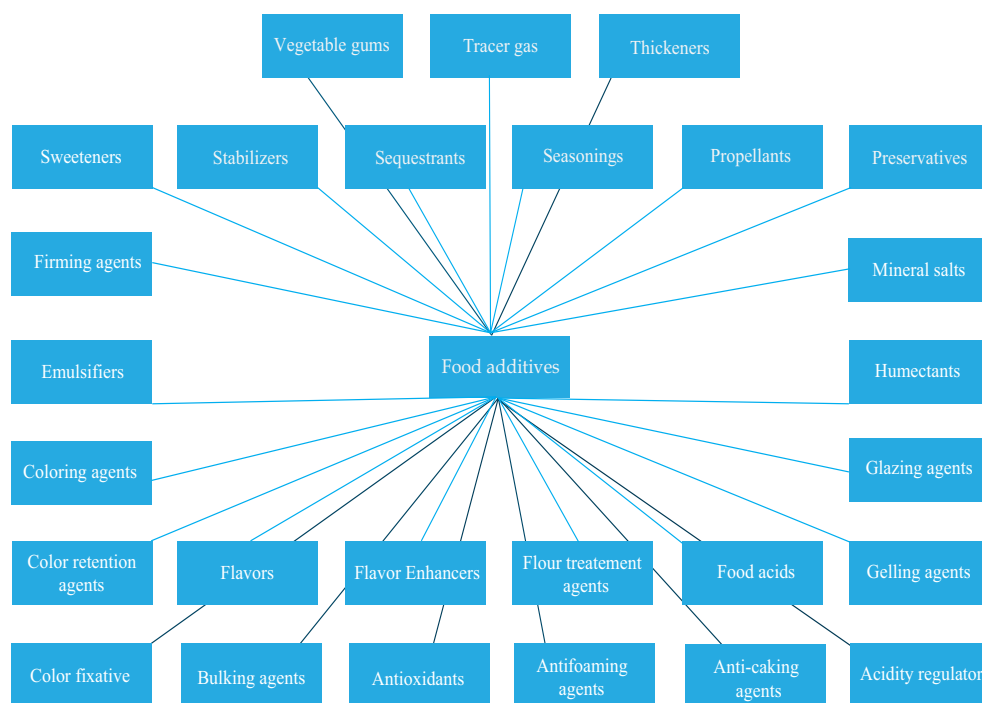 Vegetable gums
Tracer gas
Thickeners
Sweeteners
Stabilizers
Sequestrants
Seasonings
Propellants
Preservatives
Firming agents
Mineral salts
Food additives
Emulsifiers
Humectants
Coloring agents
Glazing agents
Color retention
agents
Flavors
Flavor Enhancers
Flour treatement
agents
Food acids
Gelling agents
Color fixative
Bulking agents
Antioxidants
Antifoaming
agents
Anti-caking
agents
Acidity regulator